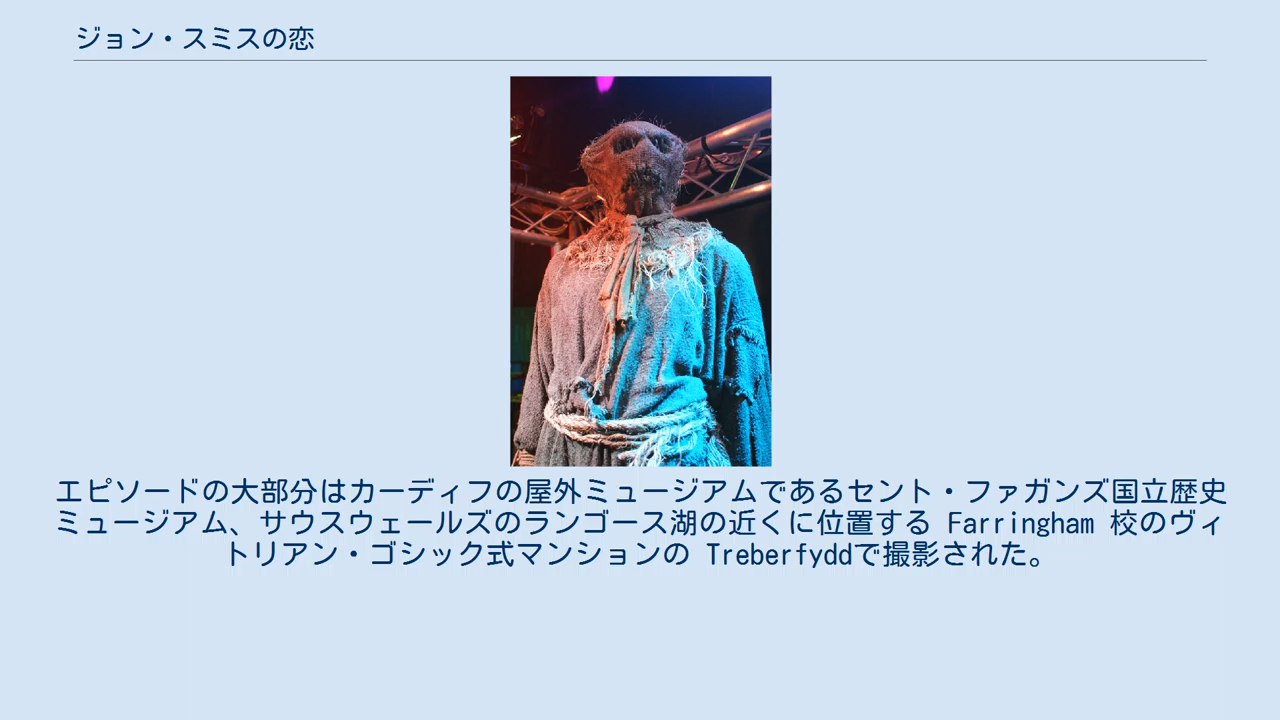 ジョン・スミスの恋
エピソードの大部分はカーディフの屋外ミュージアムであるセント・ファガンズ国立歴史
ミュージアム、サウスウェールズのランゴース湖の近くに位置する Farringham 校のヴィ
トリアン・ゴシック式マンションの Treberfyddで撮影された。